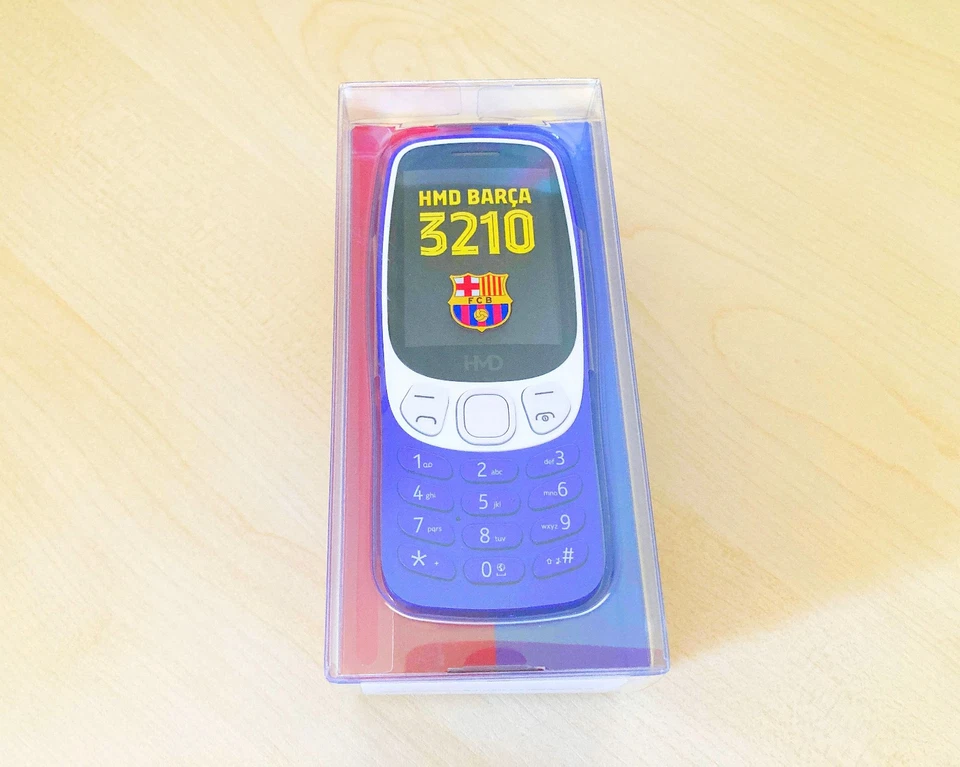 HMD BARÇA
3210
FCB
HMD
1 2 abc def 3
4 ghi 5 jkl mno 6
7 pqrs 8 tuv wxyz 9
* + 0 #